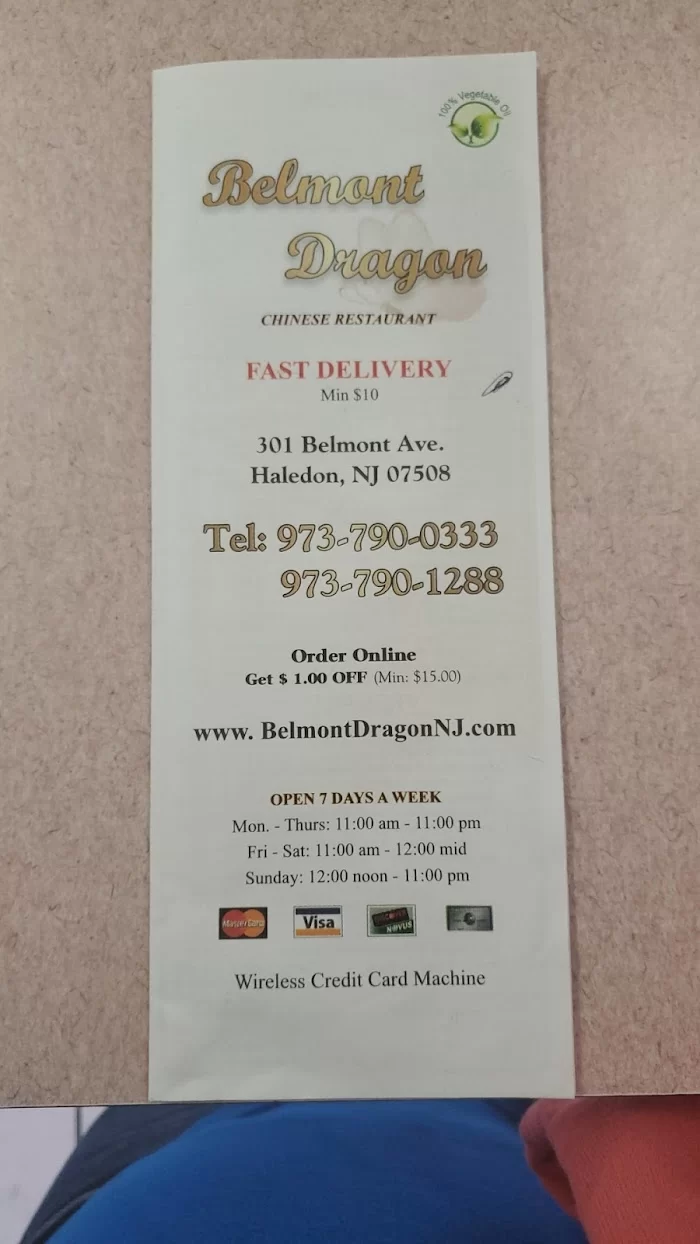 100% Vegetable Oil
Belmont
Dragon
CHINESE RESTAURANT
FAST DELIVERY
Min $10
301 Belmont Ave.
Haledon, NJ 07508
Tel: 973-790-0333
973-790-1288
Order Online
Get $ 1.00 OFF (Min: $15.00)
www. BelmontDragonNJ.com
OPEN 7 DAYS A WEEK
Mon. - Thurs: 11:00 am - 11:00 pm
Fri - Sat: 11:00 am - 12:00 mid
Sunday: 12:00 noon - 11:00 pm
MasterCard Visa DISCOVER
NOVUS
Wireless Credit Card Machine